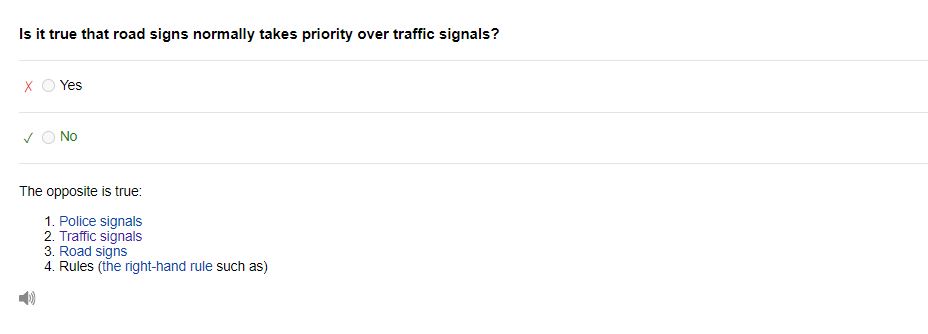 Is it true that road signs normally takes priority over traffic signals?
X Yes
✓ No
The opposite is true:
1. Police signals
2. Traffic signals
3. Road signs
4. Rules (the right-hand rule such as)